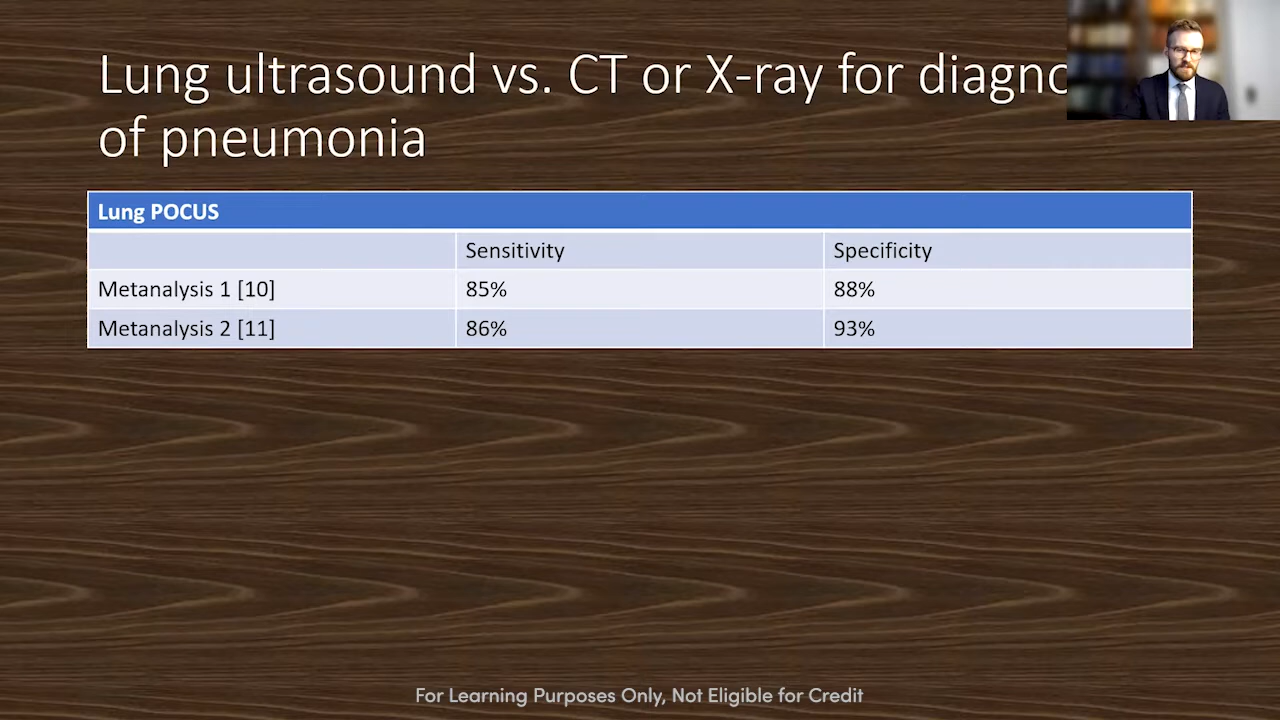 Lung ultrasound vs. CT or X-ray for
of pneumonia
Lung POCUS
Sensitivity Specificity
Metanalysis 1 [10] 85% 88%
Metanalysis 2 [11] 86% 93%
For Learning Purposes Only, Not Eligible for Credit